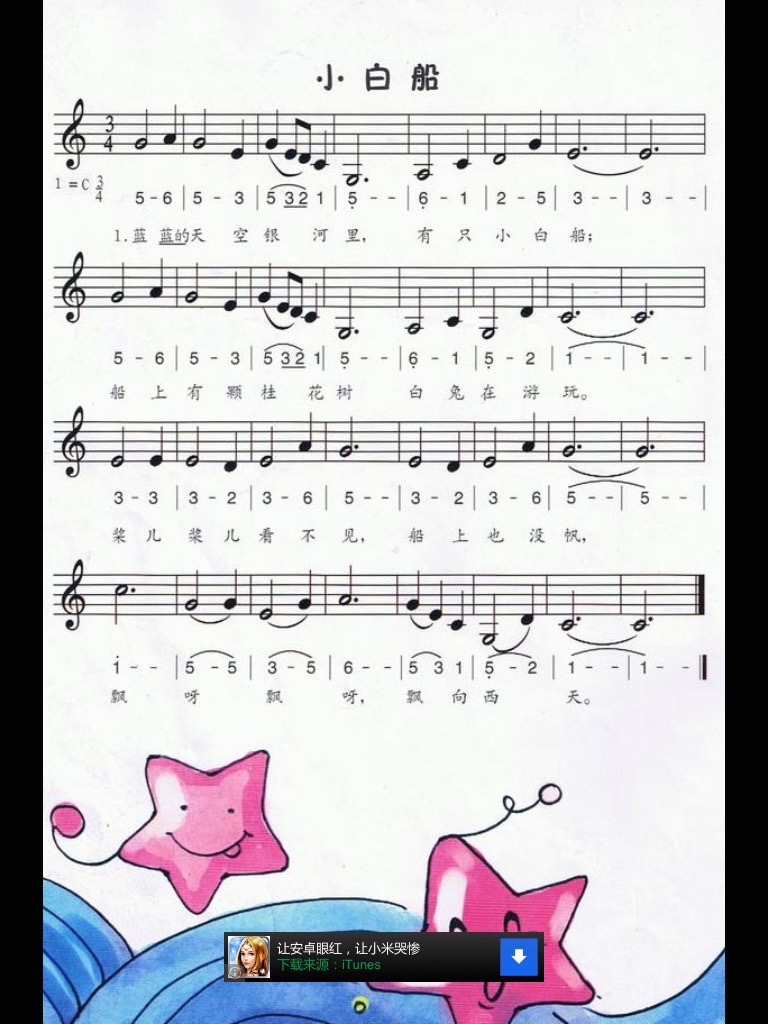 小白船
3
4
1=C 3/4
5 - 6 | 5 - 3 | 5 3 2 1 | 5 - - | 6 - 1 | 2 - 5 | 3 - - | 3 - - |
1.蓝 蓝的天 空 银 河 里, 有 只 小 白 船;
5 - 6 | 5 - 3 | 5 3 2 1 | 5 - - | 6 - 1 | 5 - 2 | 1 - - | 1 - - |
船 上 有 颗 桂 花 树 白 兔 在 游 玩。
3 - 3 | 3 - 2 | 3 - 6 | 5 - - | 3 - 2 | 3 - 6 | 5 - - | 5 - - |
桨 儿 桨 儿 看 不 见, 船 上 也 没 帆,
1 - - | 5 - 5 | 3 - 5 | 6 - - | 5 3 1 | 5 - 2 | 1 - - | 1 - - ‖
飘 呀 飘 呀, 飘 向 西 天。
让安卓眼红，让小米哭惨
下载来源：iTunes